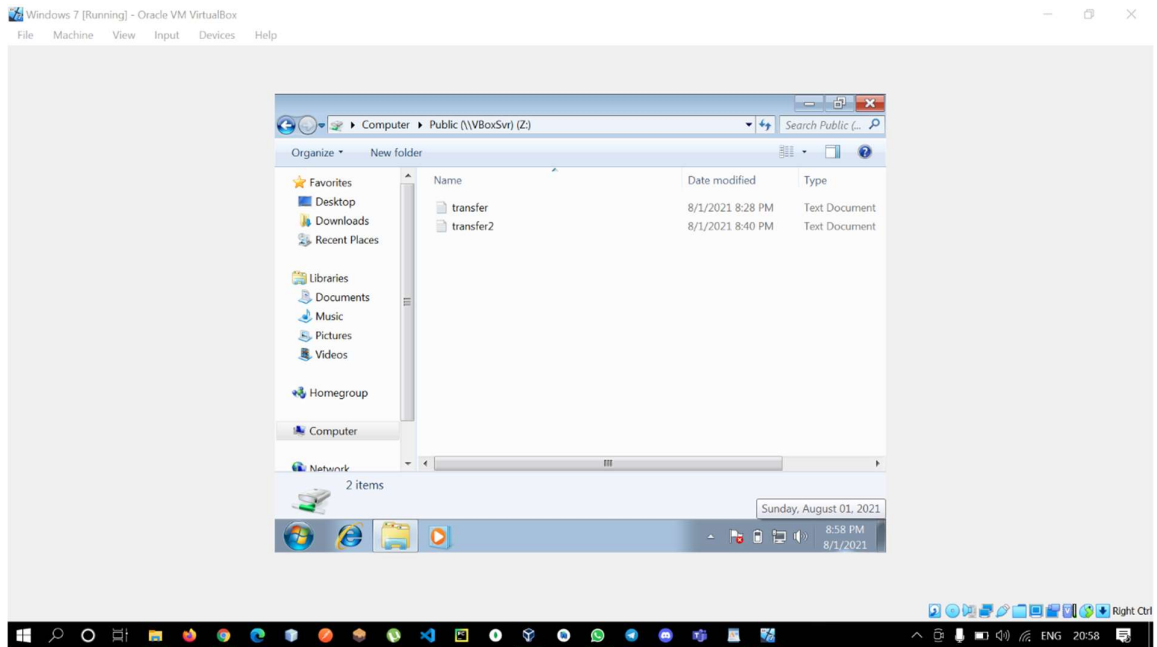 Windows 7 [Running] - Oracle VM VirtualBox
File Machine View Input Devices Help
Computer Public (\\VBoxSvr) (Z:)
Search Public (...
Organize New folder
Favorites
Desktop
Downloads
Recent Places
Libraries
Documents
Music
Pictures
Videos
Homegroup
Computer
Network
Name Date modified Type
transfer 8/1/2021 8:28 PM Text Document
transfer2 8/1/2021 8:40 PM Text Document
2 items
Sunday, August 01, 2021
8:58 PM
8/1/2021
Right Ctrl
ENG 20:58